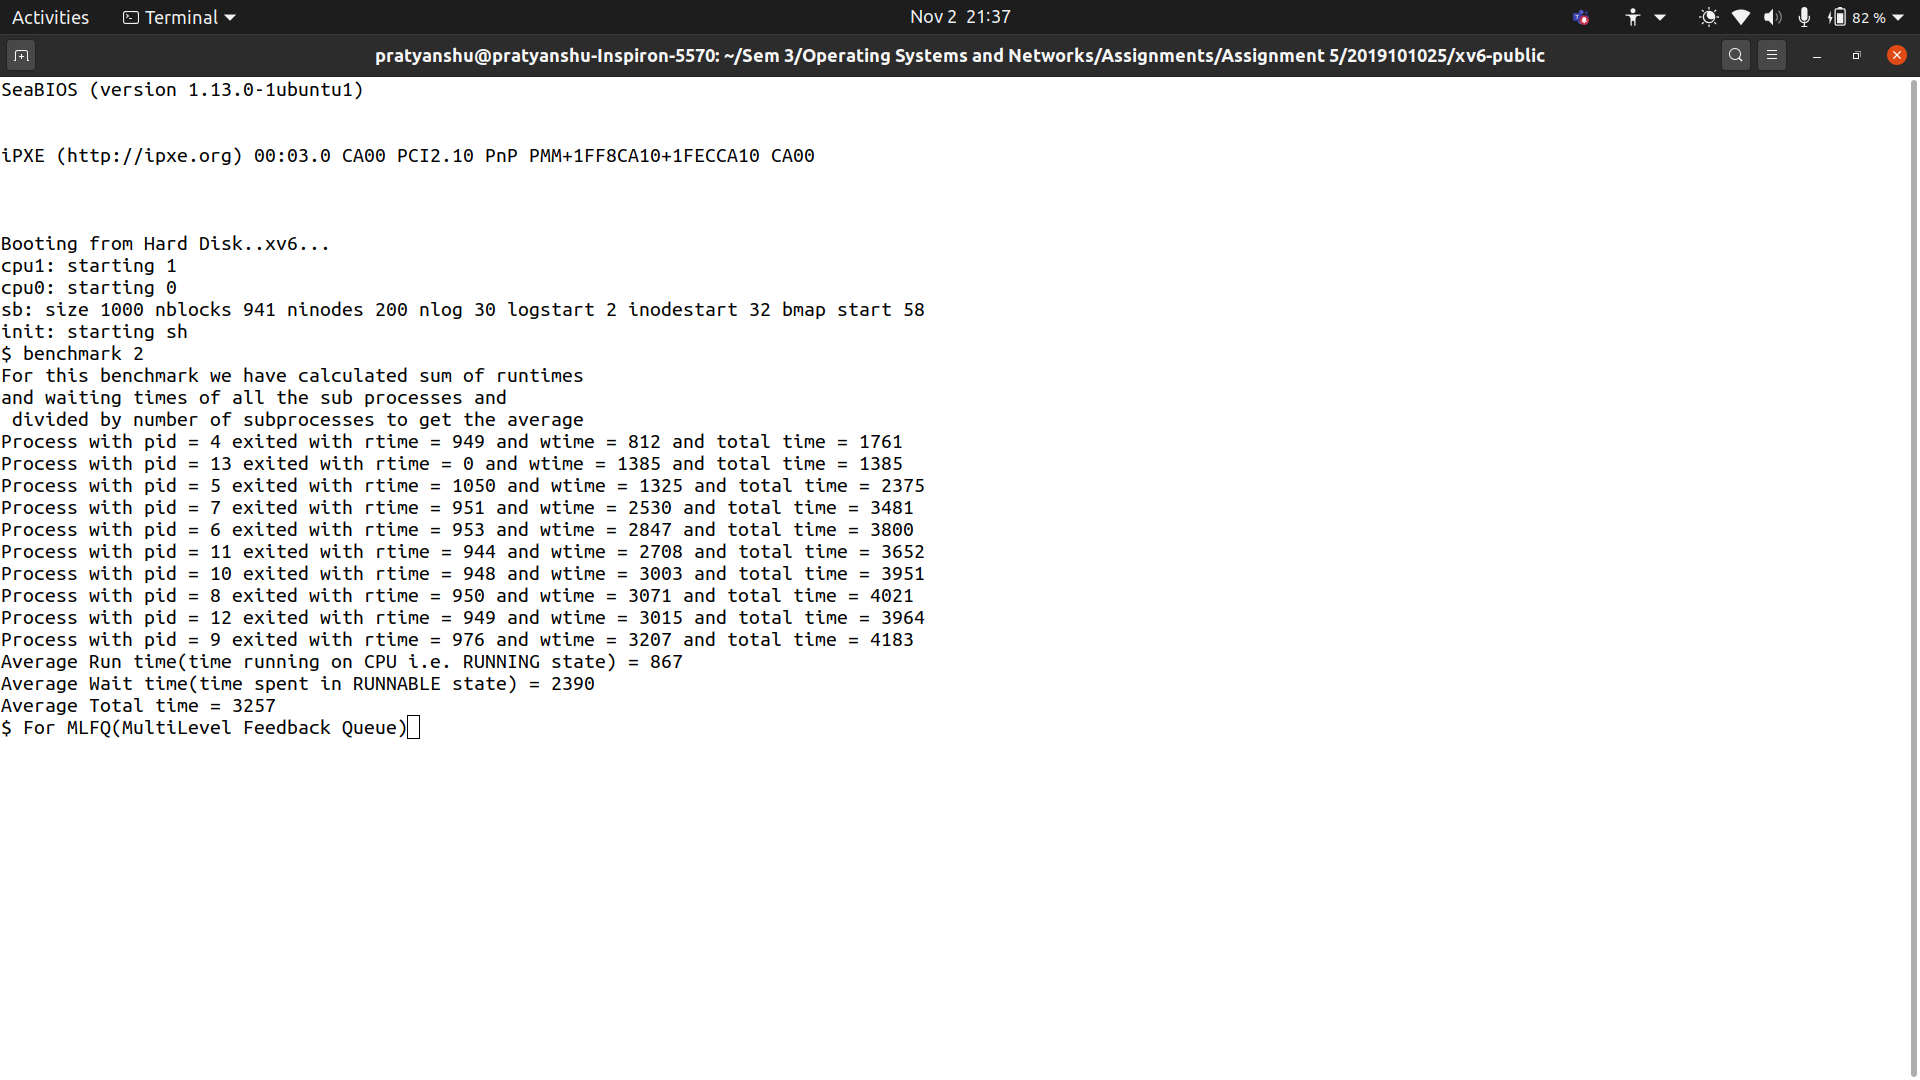 Activities Terminal Nov 2 21:37 82 %
pratyanshu@pratyanshu-Inspiron-5570: ~/Sem 3/Operating Systems and Networks/Assignments/Assignment 5/2019101025/xv6-public
SeaBIOS (version 1.13.0-1ubuntu1)
iPXE (http://ipxe.org) 00:03.0 CA00 PCI2.10 PnP PMM+1FF8CA10+1FECCA10 CA00
Booting from Hard Disk..xv6...
cpu1: starting 1
cpu0: starting 0
sb: size 1000 nblocks 941 ninodes 200 nlog 30 logstart 2 inodestart 32 bmap start 58
init: starting sh
$ benchmark 2
For this benchmark we have calculated sum of runtimes
and waiting times of all the sub processes and
 divided by number of subprocesses to get the average
Process with pid = 4 exited with rtime = 949 and wtime = 812 and total time = 1761
Process with pid = 13 exited with rtime = 0 and wtime = 1385 and total time = 1385
Process with pid = 5 exited with rtime = 1050 and wtime = 1325 and total time = 2375
Process with pid = 7 exited with rtime = 951 and wtime = 2530 and total time = 3481
Process with pid = 6 exited with rtime = 953 and wtime = 2847 and total time = 3800
Process with pid = 11 exited with rtime = 944 and wtime = 2708 and total time = 3652
Process with pid = 10 exited with rtime = 948 and wtime = 3003 and total time = 3951
Process with pid = 8 exited with rtime = 950 and wtime = 3071 and total time = 4021
Process with pid = 12 exited with rtime = 949 and wtime = 3015 and total time = 3964
Process with pid = 9 exited with rtime = 976 and wtime = 3207 and total time = 4183
Average Run time(time running on CPU i.e. RUNNING state) = 867
Average Wait time(time spent in RUNNABLE state) = 2390
Average Total time = 3257
$ For MLFQ(MultiLevel Feedback Queue)